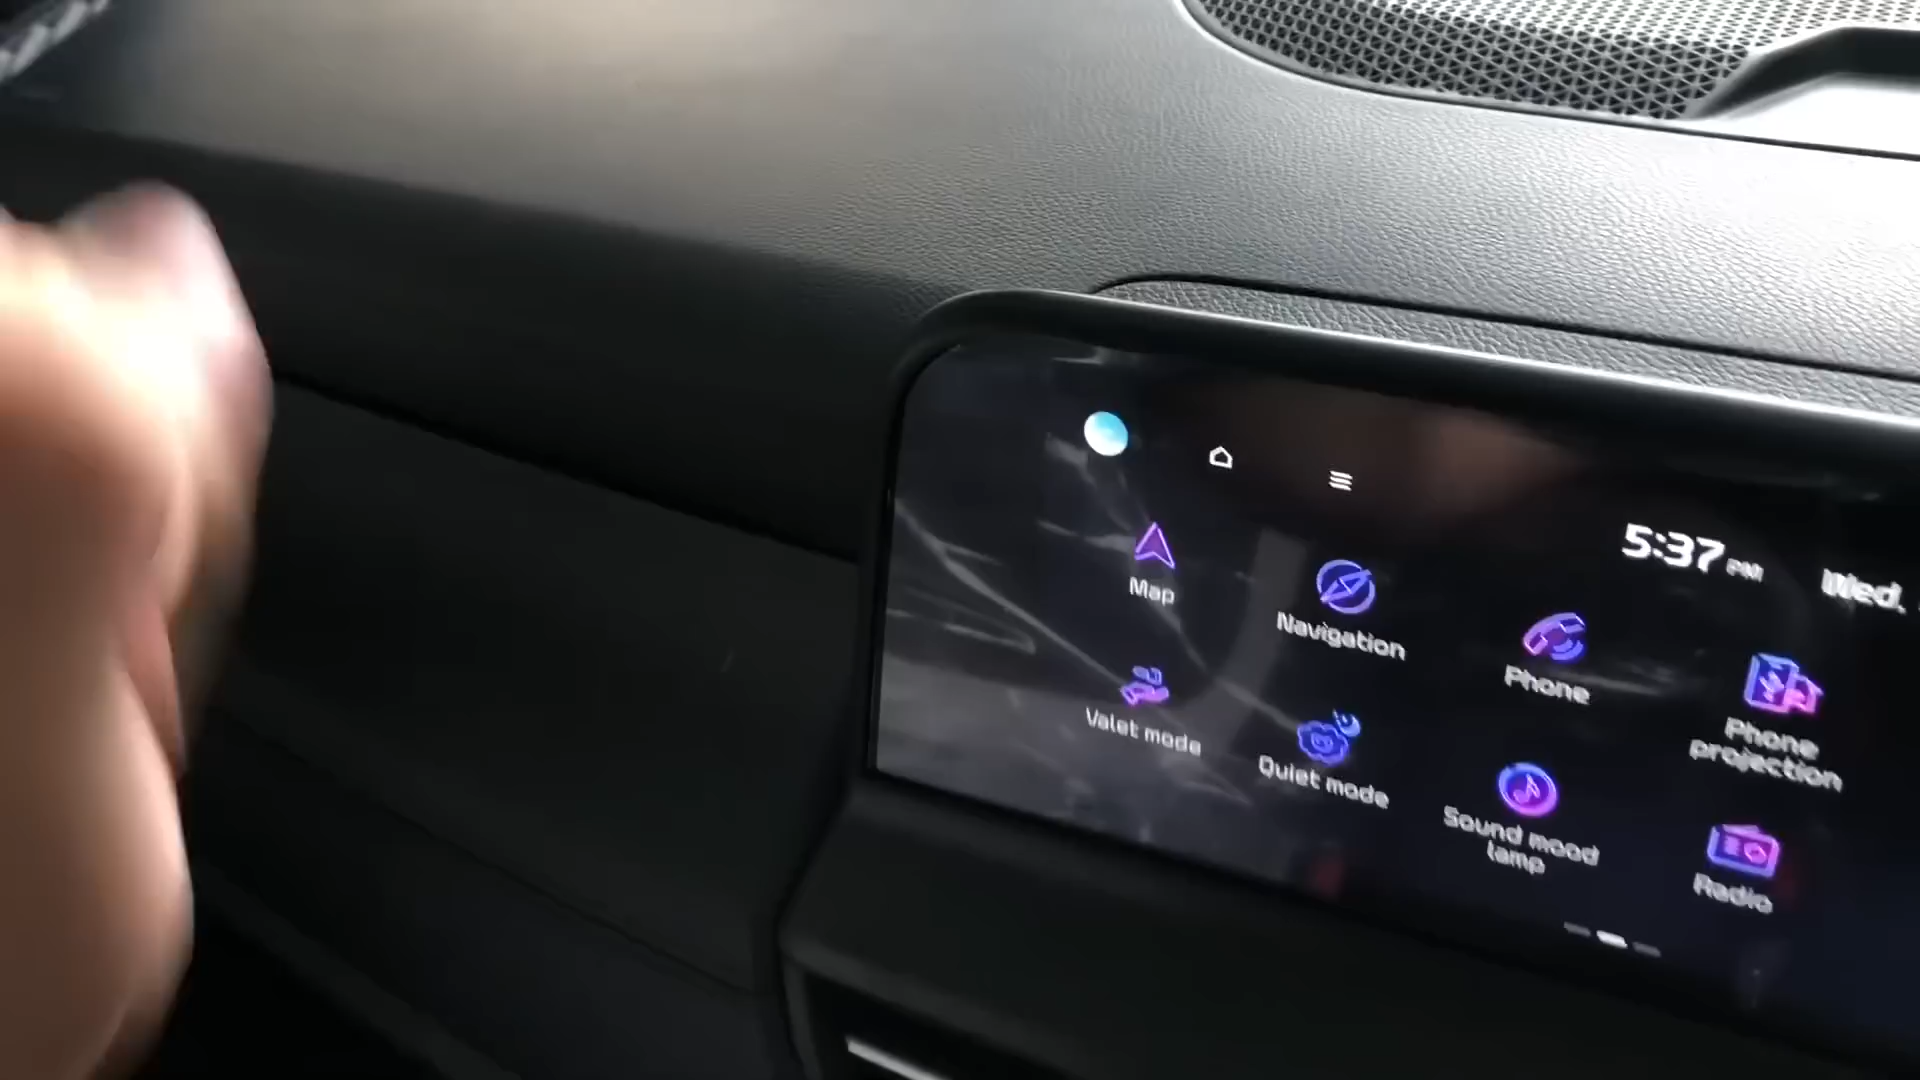 5:37 PM Wed.
Map
Navigation
Phone
Phone
projection
Valet mode
Quiet mode
Sound mood
lamp
Radio